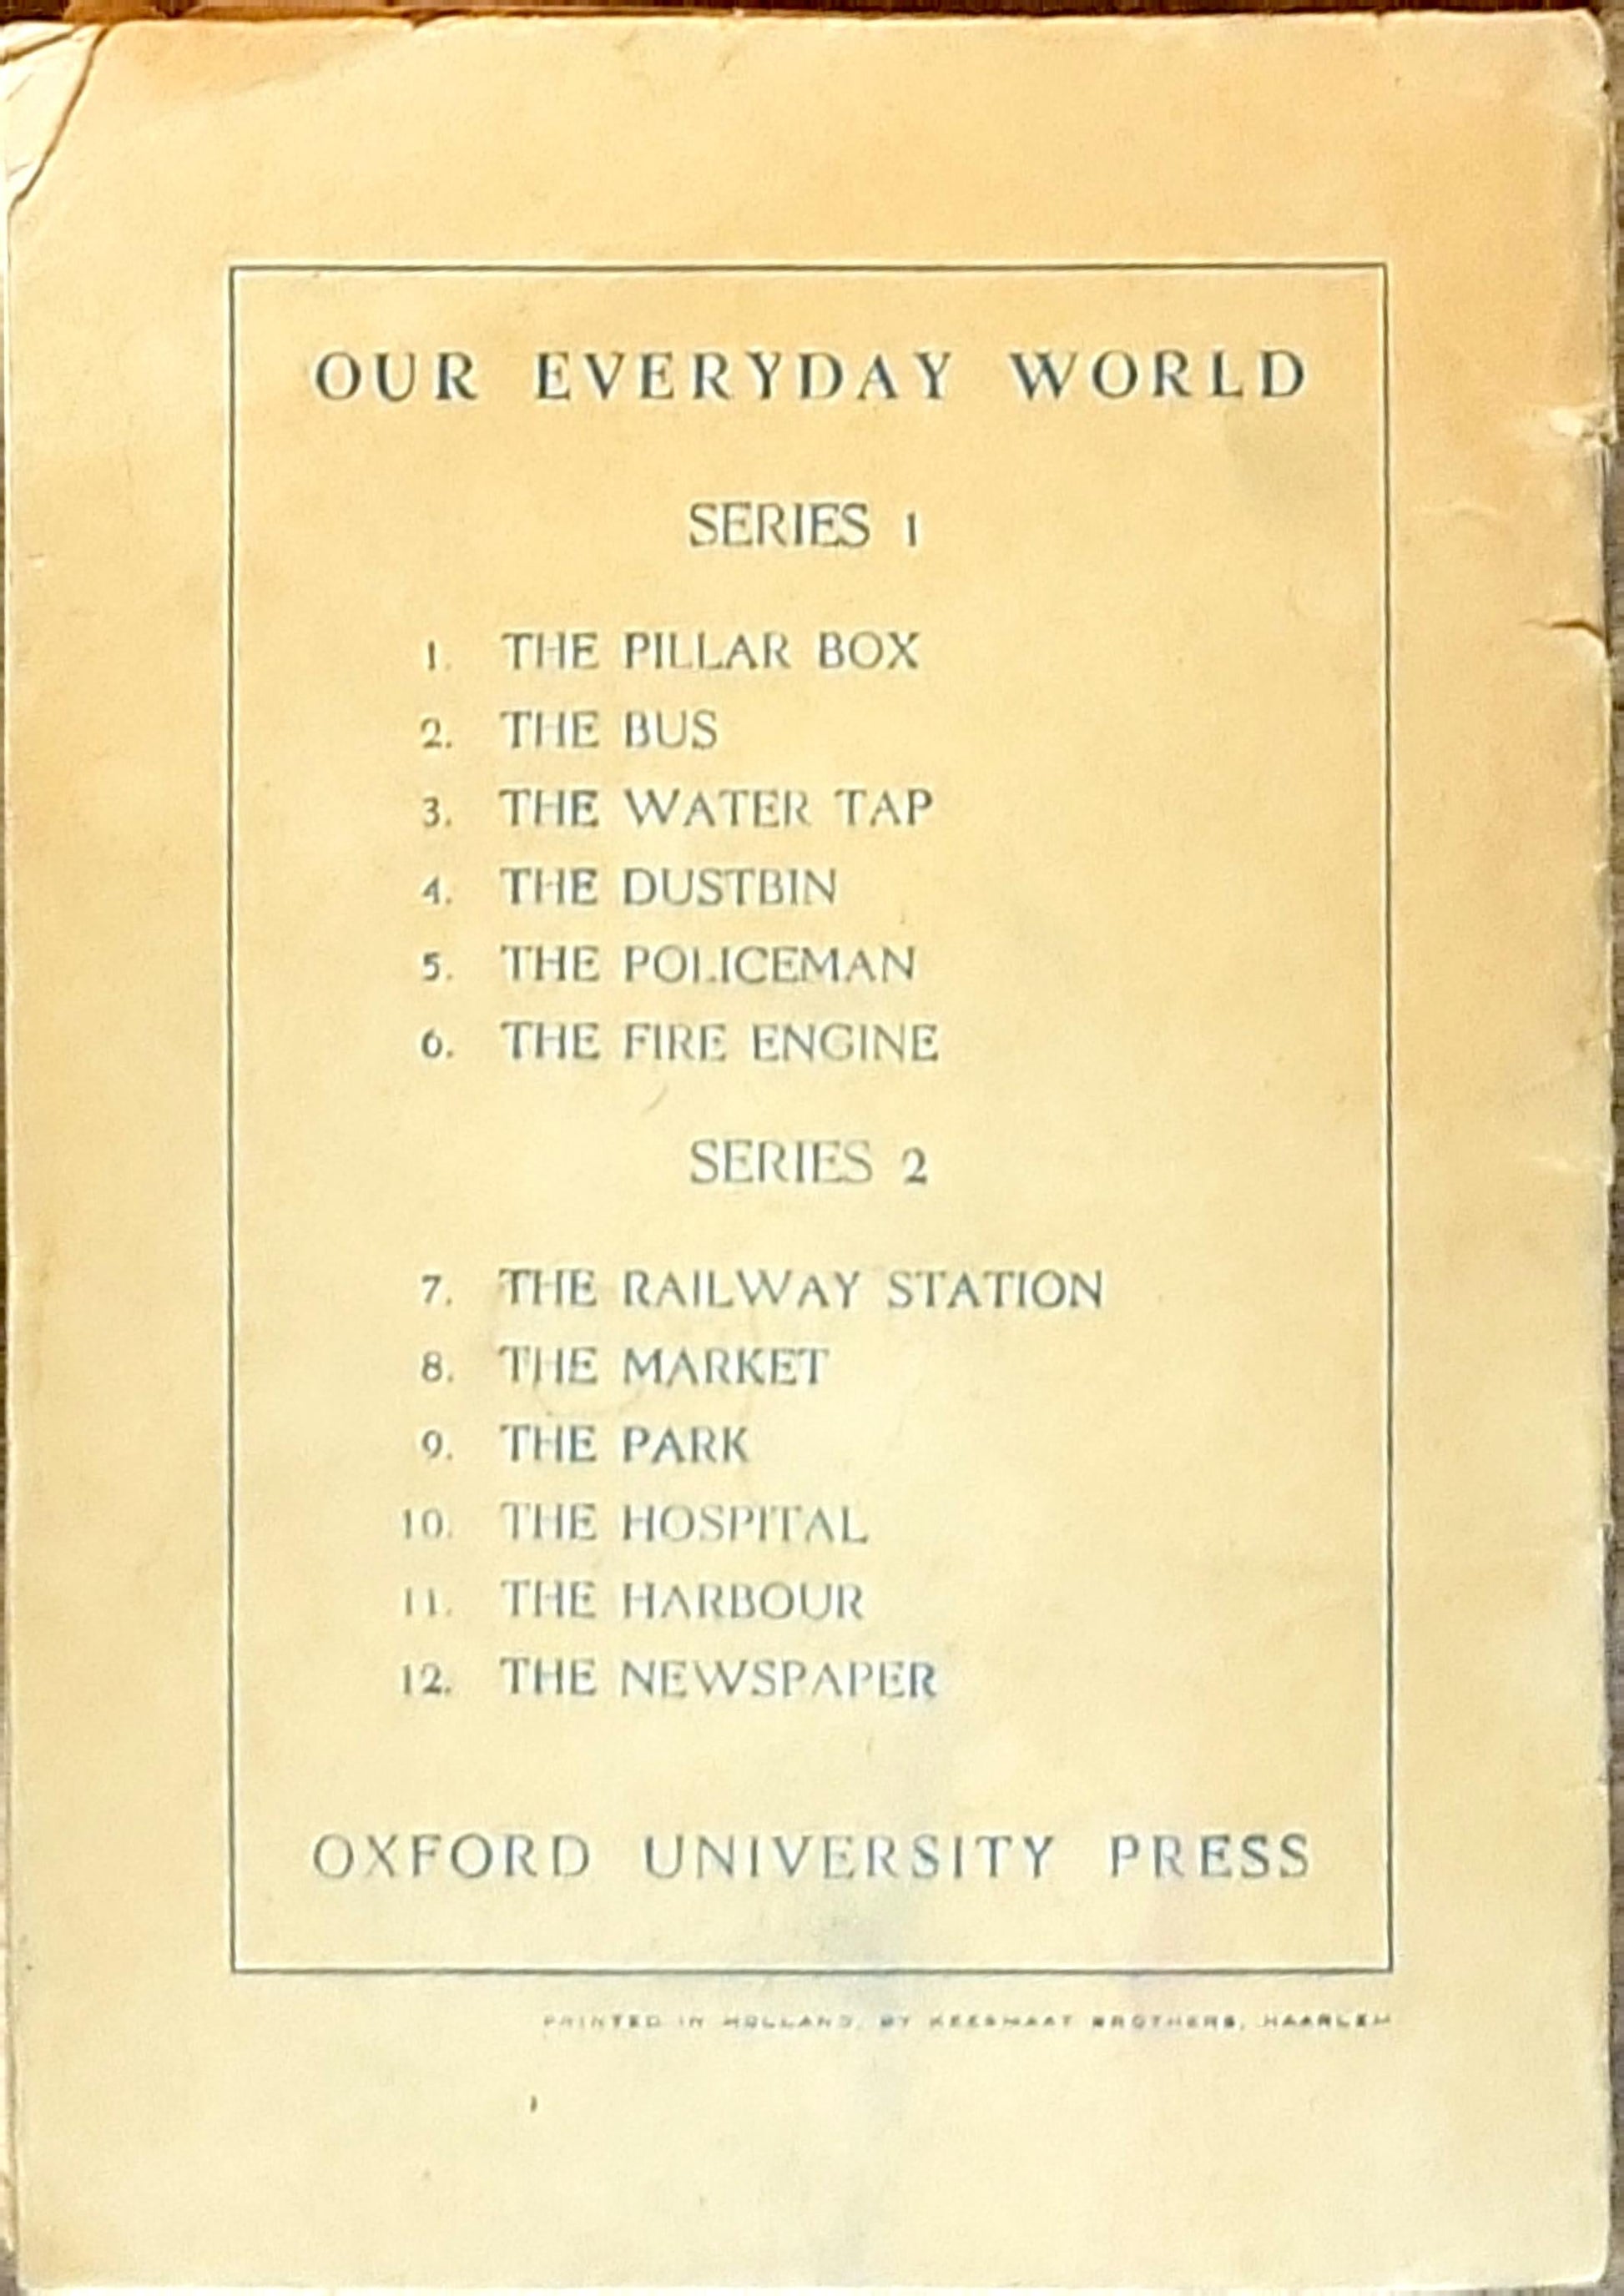 OUR EVERYDAY WORLD
SERIES 1
1. THE PILLAR BOX
2. THE BUS
3. THE WATER TAP
4. THE DUSTBIN
5. THE POLICEMAN
6. THE FIRE ENGINE
SERIES 2
7. THE RAILWAY STATION
8. THE MARKET
9. THE PARK
10. THE HOSPITAL
11. THE HARBOUR
12. THE NEWSPAPER
OXFORD UNIVERSITY PRESS
PRINTED IN HOLLAND, BY KEESMAAT BROTHERS, HAARLEM